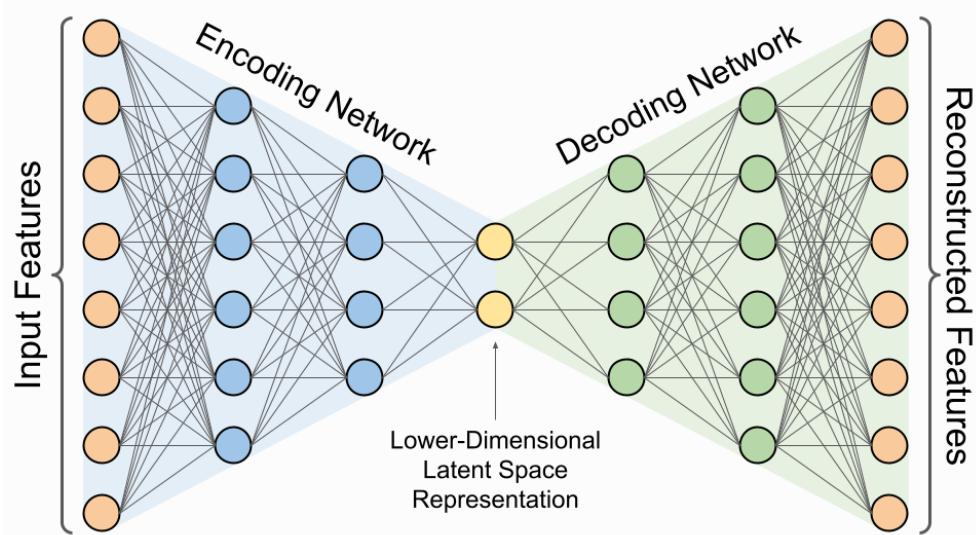 Input Features
Encoding Network
Decoding Network
Reconstructed Features
Lower-Dimensional
Latent Space
Representation